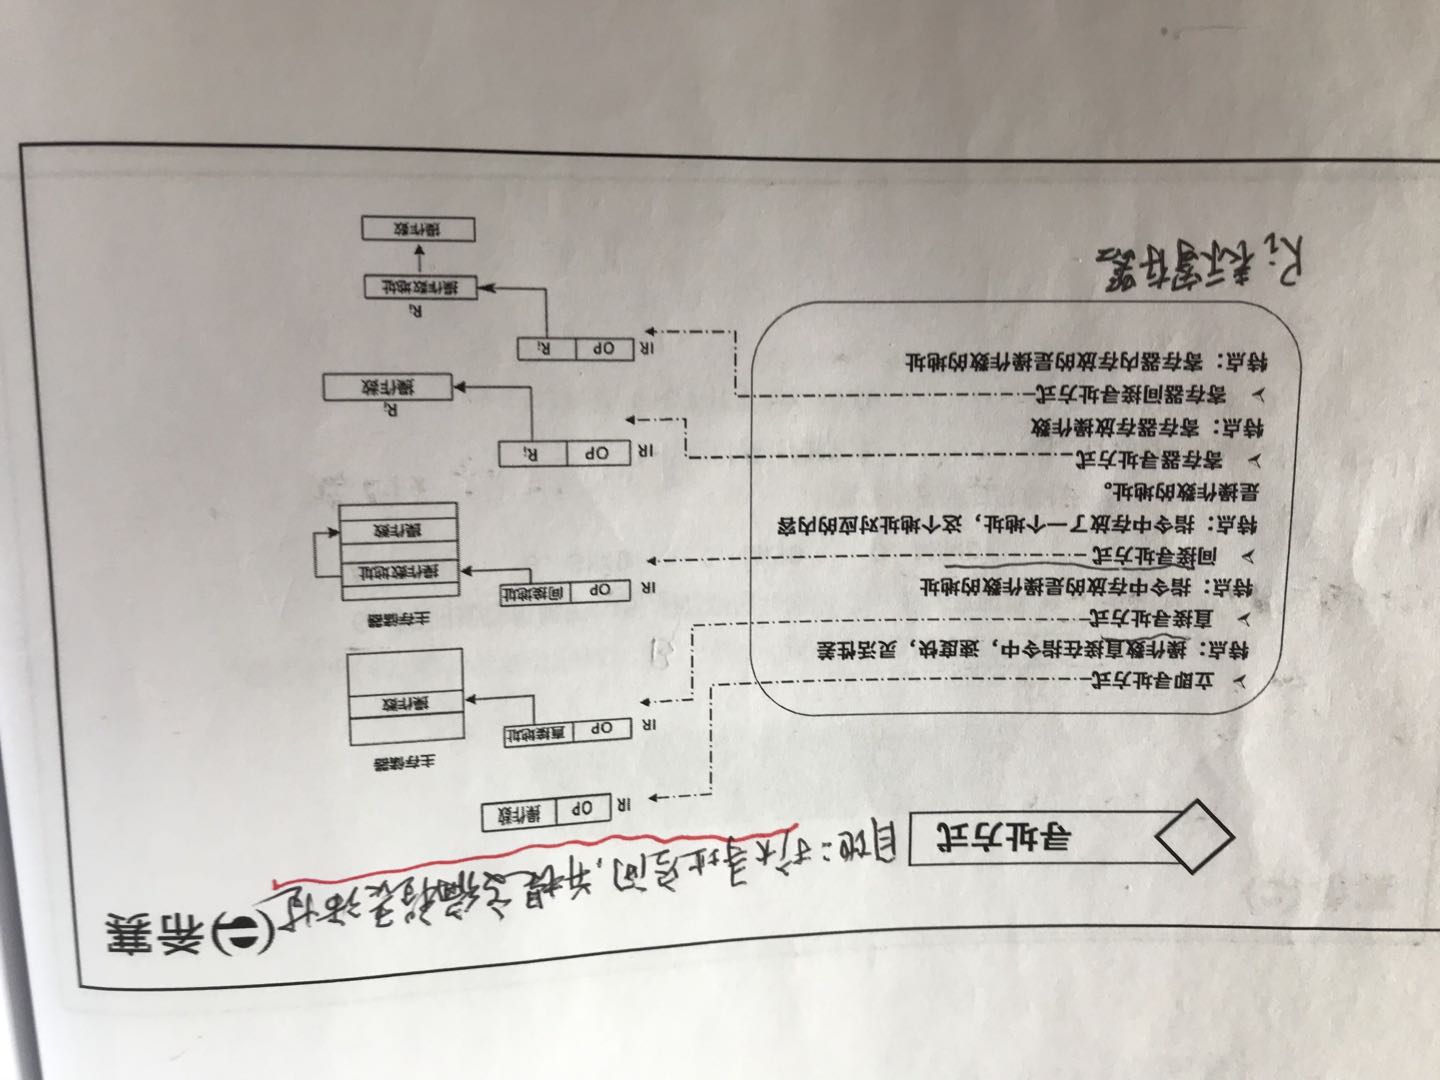 希赛
寻址方式
目地:扩大寻址空间,并提高编程灵活性
IR OP 操作数
IR OP 直接地址
主存储器
操作数
➢ 立即寻址方式
特点:操作数直接在指令中,速度快,灵活性差
➢ 直接寻址方式
特点:指令中存放的是操作数的地址
➢ 间接寻址方式
特点:指令中存放了一个地址,这个地址对应的内容
是操作数的地址。
➢ 寄存器寻址方式
特点:寄存器存放操作数
➢ 寄存器间接寻址方式
特点:寄存器内存放的是操作数的地址
IR OP 间接地址
主存储器
操作数地址
操作数
IR OP Ri
Ri
操作数
IR OP Ri
Ri
操作数地址
操作数
Ri 表示寄存器